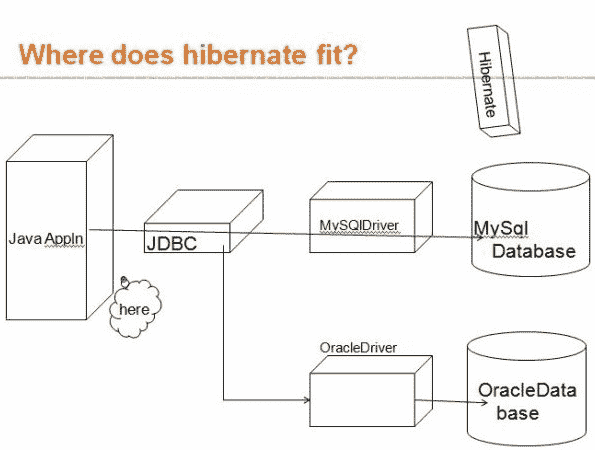 Where does hibernate fit?
Hibernate
Java Appln
JDBC
MySQlDriver
MySql
Database
here
OracleDriver
OracleData
base